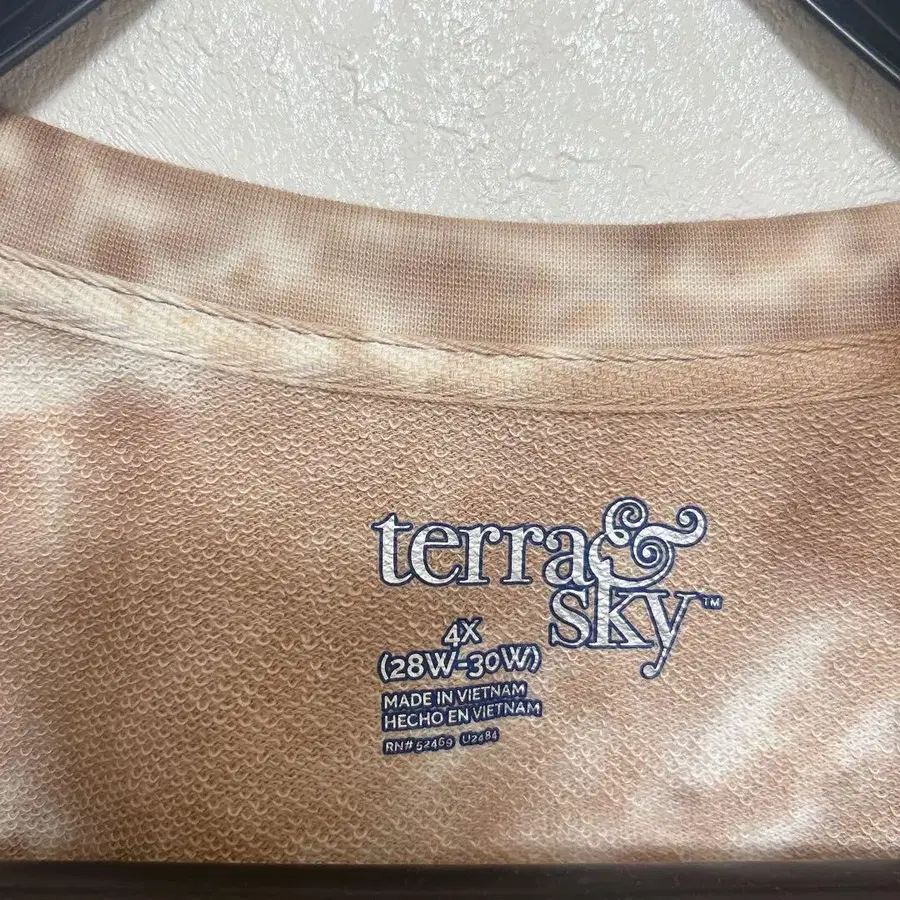 terra&
sky™
4X
(28W-30W)
MADE IN VIETNAM
HECHO EN VIETNAM
RN# 52469 U2484